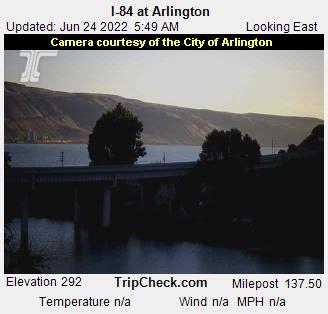 I-84 at Arlington
Updated: Jun 24 2022 5:49 AM Looking East
Camera courtesy of the City of Arlington
Elevation 292 TripCheck.com Milepost 137.50
Temperature n/a Wind n/a MPH n/a